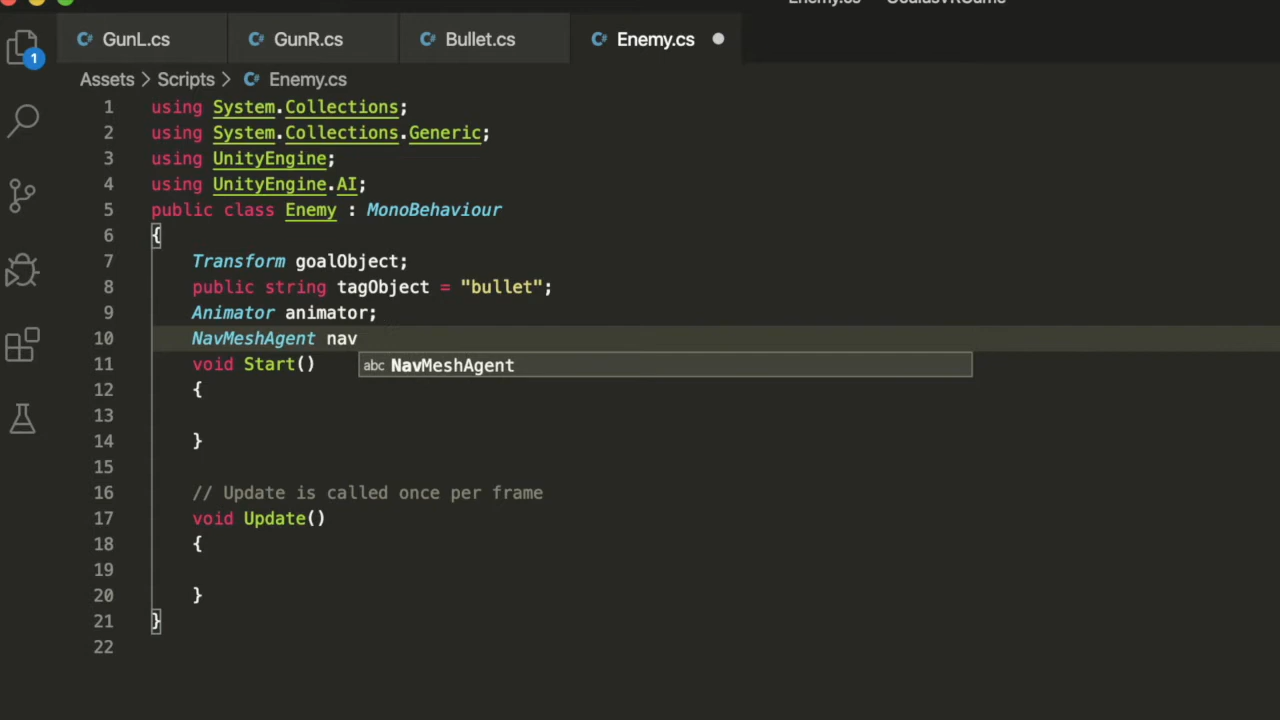 GunL.cs GunR.cs Bullet.cs Enemy.cs
1
Assets > Scripts > Enemy.cs
1 using System.Collections;
2 using System.Collections.Generic;
3 using UnityEngine;
4 using UnityEngine.AI;
5 public class Enemy : MonoBehaviour
6 {
7 Transform goalObject;
8 public string tagObject = "bullet";
9 Animator animator;
10 NavMeshAgent nav
11 void Start()
abc NavMeshAgent
12 {
13
14 }
15
16 // Update is called once per frame
17 void Update()
18 {
19
20 }
21 }
22